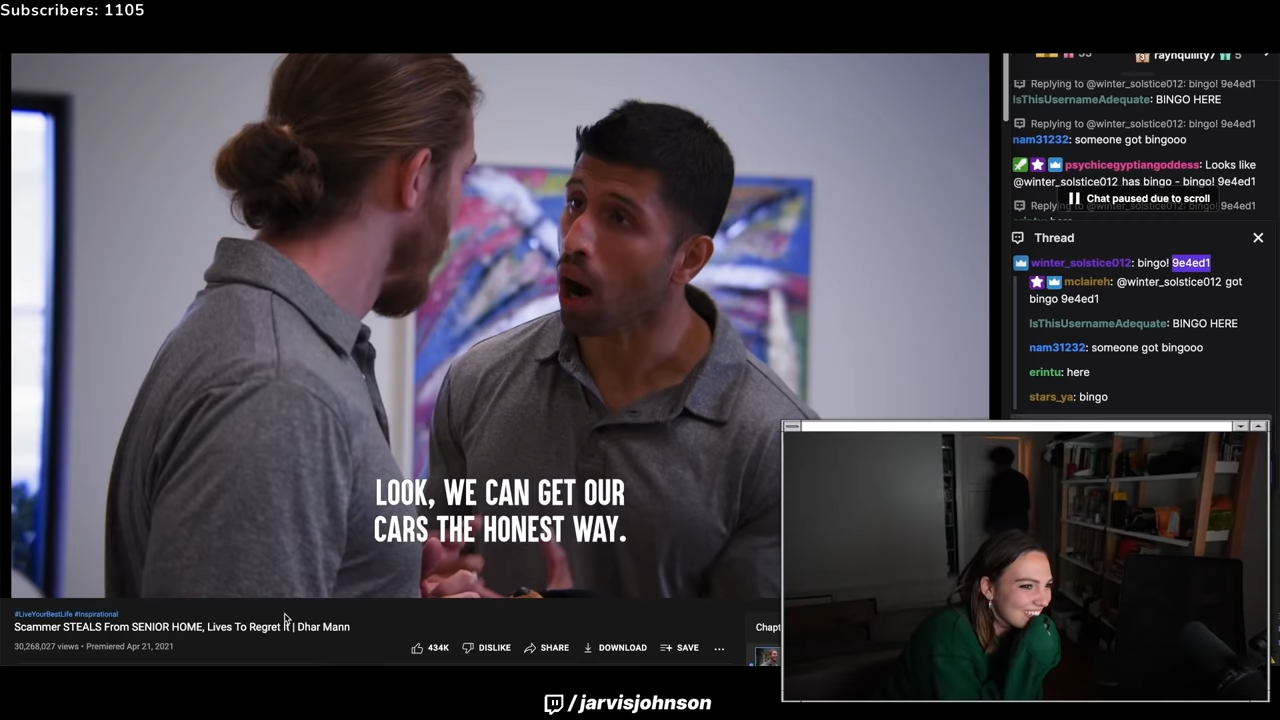 Subscribers: 1105
raynquility7 5
Replying to @winter_solstice012: bingo! 9e4ed1
IsThisUsernameAdequate: BINGO HERE
Replying to @winter_solstice012: bingo! 9e4ed1
nam31232: someone got bingooo
psychicegyptiangoddess: Looks like
@winter_solstice012 has bingo - bingo! 9e4ed1
Chat paused due to scroll
Thread
winter_solstice012: bingo! 9e4ed1
mclaireh: @winter_solstice012 got
bingo 9e4ed1
IsThisUsernameAdequate: BINGO HERE
nam31232: someone got bingooo
erintu: here
stars_ya: bingo
LOOK, WE CAN GET OUR
CARS THE HONEST WAY.
#LiveYourBestLife #Inspirational
Scammer STEALS From SENIOR HOME, Lives To Regret It | Dhar Mann
30,268,027 views • Premiered Apr 21, 2021
434K DISLIKE SHARE DOWNLOAD SAVE
Chapt
/jarvisjohnson